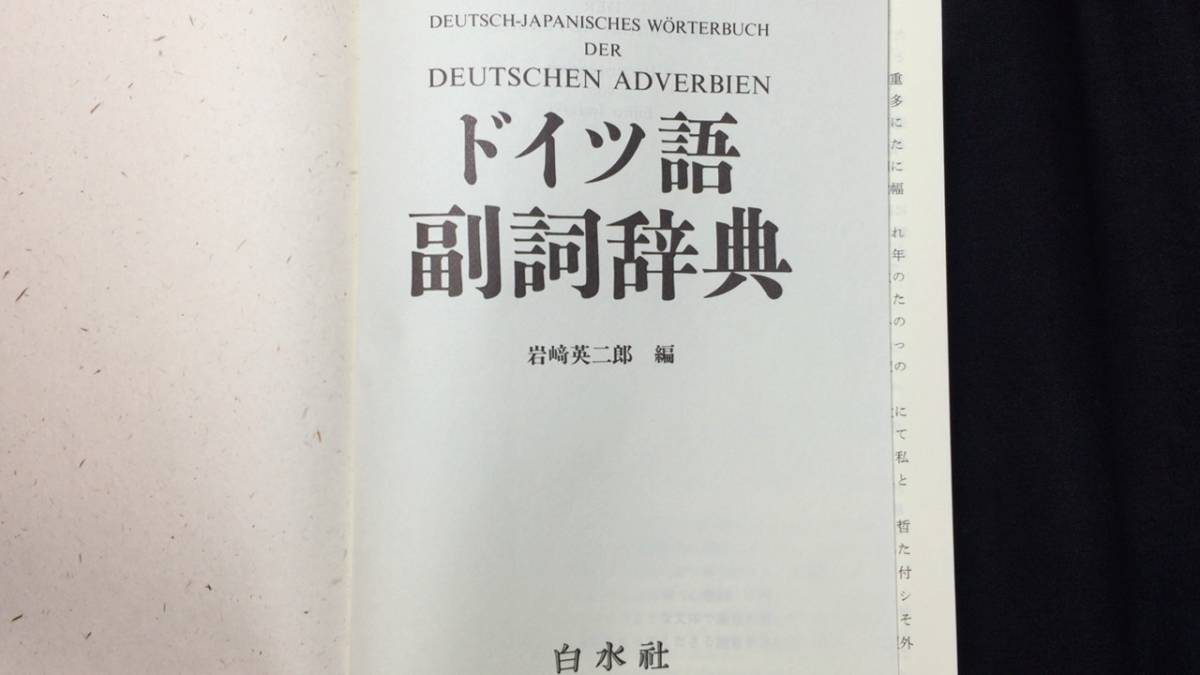 DEUTSCH-JAPANISCHES WÖRTERBUCH
DER
DEUTSCHEN ADVERBIEN
ドイツ語
副詞辞典
岩﨑英二郎 編
白水社